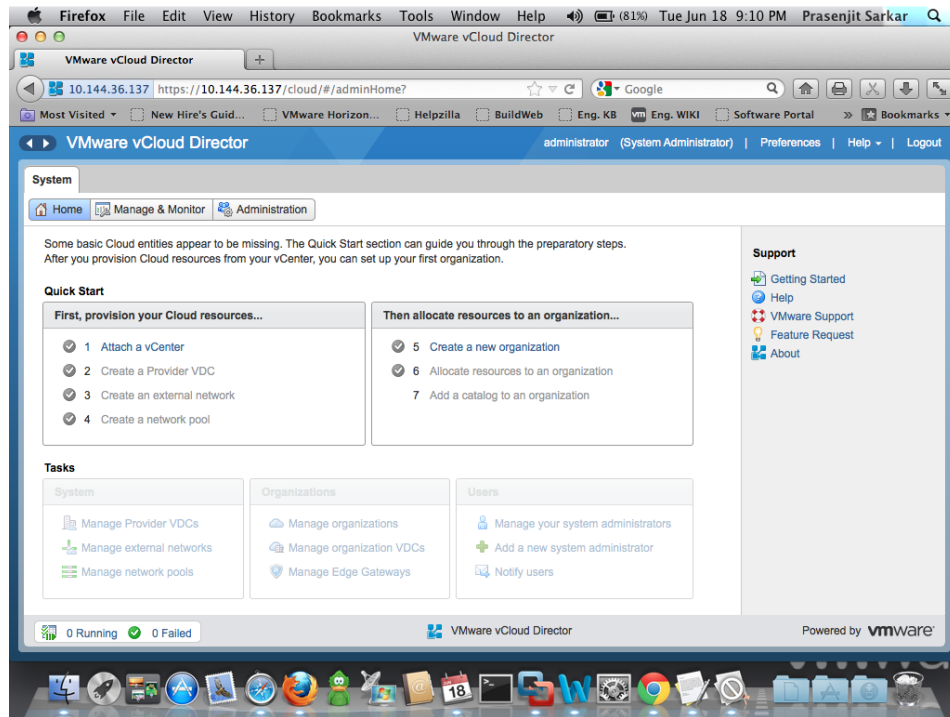 Firefox File Edit View History Bookmarks Tools Window Help (81%) Tue Jun 18 9:10 PM Prasenjit Sarkar
VMware vCloud Director
VMware vCloud Director
10.144.36.137 https://10.144.36.137/cloud/#/adminHome? Google
Most Visited New Hire's Guid... VMware Horizon... Helpzilla BuildWeb Eng. KB vm Eng. WIKI Software Portal » Bookmarks
VMware vCloud Director administrator (System Administrator) | Preferences | Help | Logout
System
Home Manage & Monitor Administration
Some basic Cloud entities appear to be missing. The Quick Start section can guide you through the preparatory steps.
After you provision Cloud resources from your vCenter, you can set up your first organization.
Quick Start
First, provision your Cloud resources...
1 Attach a vCenter
2 Create a Provider VDC
3 Create an external network
4 Create a network pool
Then allocate resources to an organization...
5 Create a new organization
6 Allocate resources to an organization
7 Add a catalog to an organization
Tasks
System
Manage Provider VDCs
Manage external networks
Manage network pools
Organizations
Manage organizations
Manage organization VDCs
Manage Edge Gateways
Users
Manage your system administrators
Add a new system administrator
Notify users
Support
Getting Started
Help
VMware Support
Feature Request
About
0 Running 0 Failed
VMware vCloud Director
Powered by vmware
18